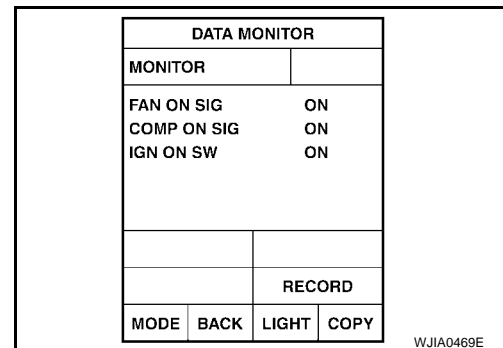 DATA MONITOR
MONITOR
FAN ON SIG ON
COMP ON SIG ON
IGN ON SW ON
RECORD
MODE BACK LIGHT COPY
WJIA0469E